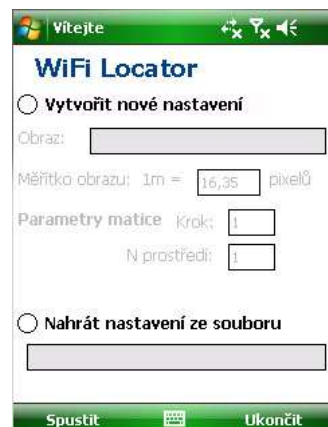 Vítejte
WiFi Locator
Vytvořit nové nastavení
Obraz:
Měřítko obrazu: 1m = 16,35 pixelů
Parametry matice Krok: 1
N prostředí: 1
Nahrát nastavení ze souboru
Spustit Ukončit